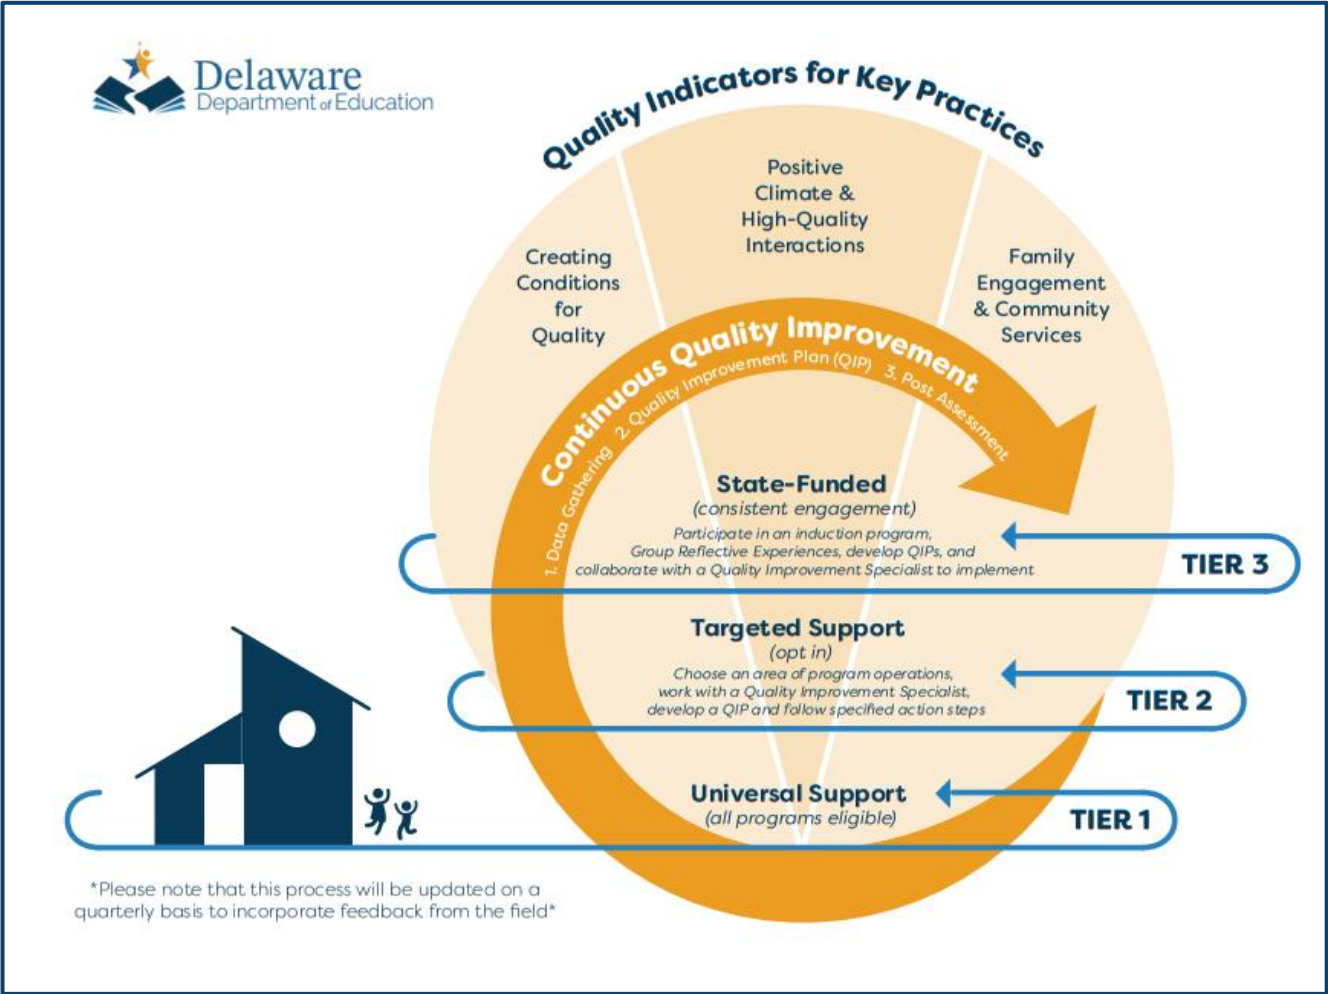 Delaware
Department of Education
Quality Indicators for Key Practices
Positive
Climate &
High-Quality
Interactions
Creating
Conditions
for
Quality
Family
Engagement
& Community
Services
Continuous Quality Improvement
1. Data Gathering 2. Quality Improvement Plan (QIP) 3. Post Assessment
State-Funded
(consistent engagement)
Participate in an induction program,
Group Reflective Experiences, develop QIPs, and
collaborate with a Quality Improvement Specialist to implement
TIER 3
Targeted Support
(opt in)
Choose an area of program operations,
work with a Quality Improvement Specialist,
develop a QIP and follow specified action steps
TIER 2
Universal Support
(all programs eligible)
TIER 1
*Please note that this process will be updated on a
quarterly basis to incorporate feedback from the field*